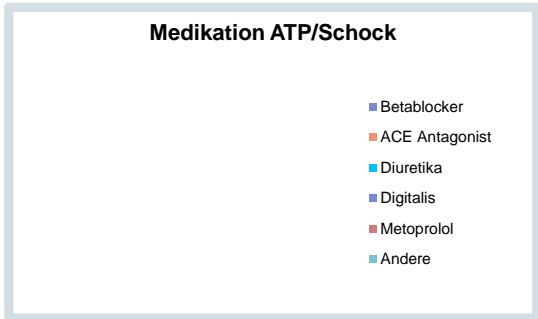 Medikation ATP/Schock
Betablocker
ACE Antagonist
Diuretika
Digitalis
Metoprolol
Andere